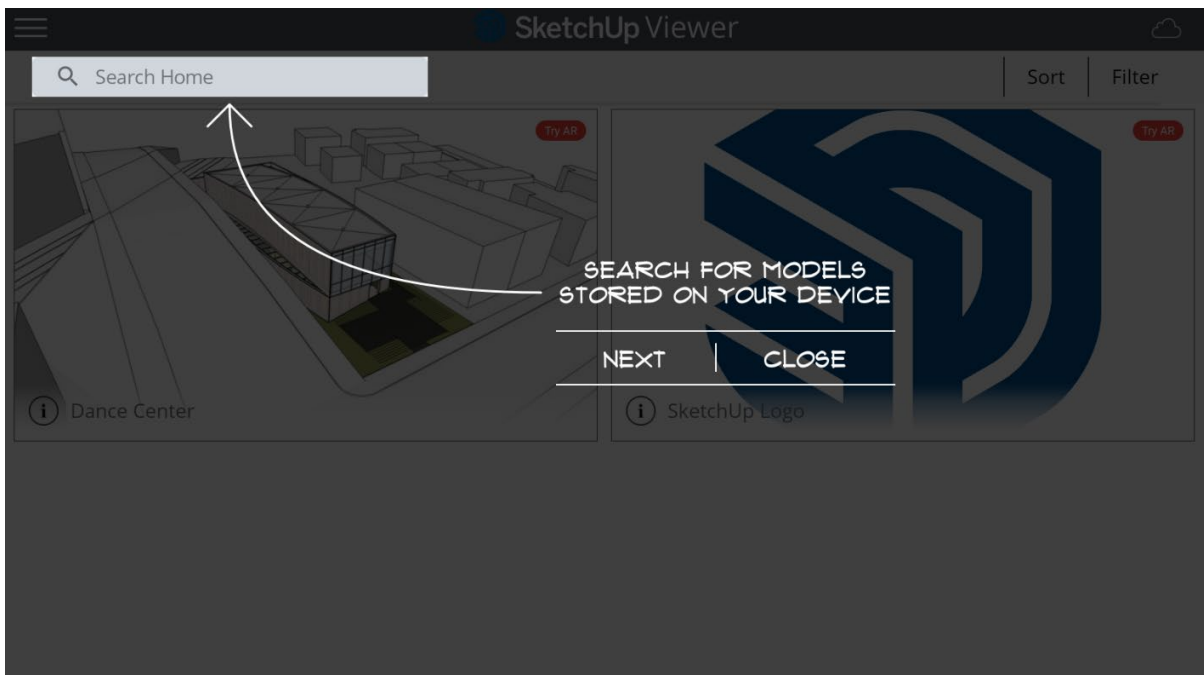 SketchUp Viewer
Search Home
Sort
Filter
Try AR
Try AR
SEARCH FOR MODELS
STORED ON YOUR DEVICE
NEXT
CLOSE
Dance Center
SketchUp Logo